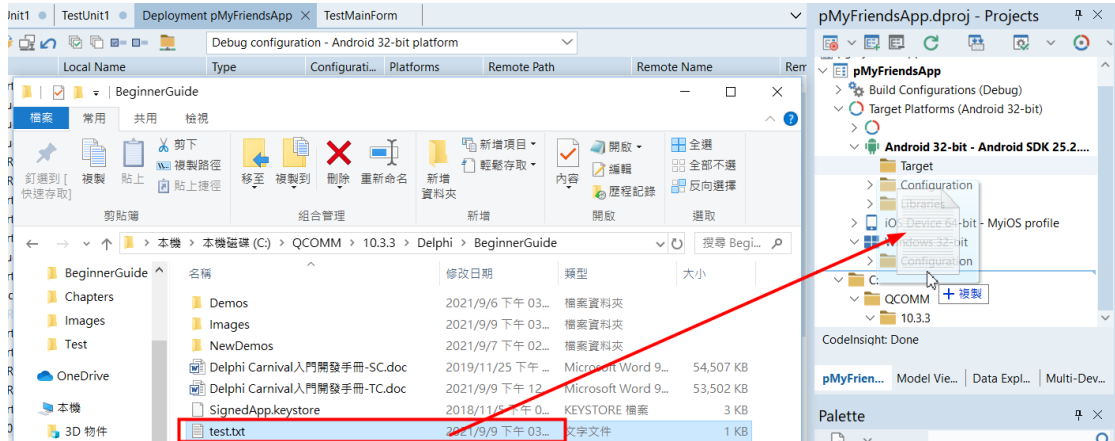 Jnit1 TestUnit1 Deployment pMyFriendsApp TestMainForm
Debug configuration - Android 32-bit platform
Local Name Type Configurati... Platforms Remote Path Remote Name Rem
BeginnerGuide
檔案 常用 共用 檢視
釘選到 [
快速存取]
複製
貼上
剪下
複製路徑
貼上捷徑
移至
複製到
刪除
重新命名
新增
資料夾
新增項目
輕鬆存取
內容
開啟
編輯
歷程記錄
全選
全部不選
反向選擇
剪貼簿 組合管理 新增 開啟 選取
本機 > 本機磁碟 (C:) > QCOMM > 10.3.3 > Delphi > BeginnerGuide
搜尋 Begi...
BeginnerGuide
Chapters
Images
Test
OneDrive
本機
3D 物件
名稱 修改日期 類型 大小
Demos 2021/9/6 下午 03... 檔案資料夾
Images 2021/9/9 下午 03... 檔案資料夾
NewDemos 2021/9/7 下午 02... 檔案資料夾
Delphi Carnival入門開發手冊-SC.doc 2019/11/25 下午 ... Microsoft Word 9... 54,507 KB
Delphi Carnival入門開發手冊-TC.doc 2021/9/9 下午 12... Microsoft Word 9... 53,502 KB
SignedApp.keystore 2018/11/5 下午 0... KEYSTORE 檔案 3 KB
test.txt 2021/9/9 下午 03... 文字文件 1 KB
pMyFriendsApp.dproj - Projects
pMyFriendsApp
Build Configurations (Debug)
Target Platforms (Android 32-bit)
Android 32-bit - Android SDK 25.2....
Target
Configuration
Libraries
iOS Device 64-bit - MyiOS profile
Windows 32-bit
Configuration
C:
複製
QCOMM
10.3.3
CodeInsight: Done
pMyFrien... Model Vie... Data Expl... Multi-Dev...
Palette